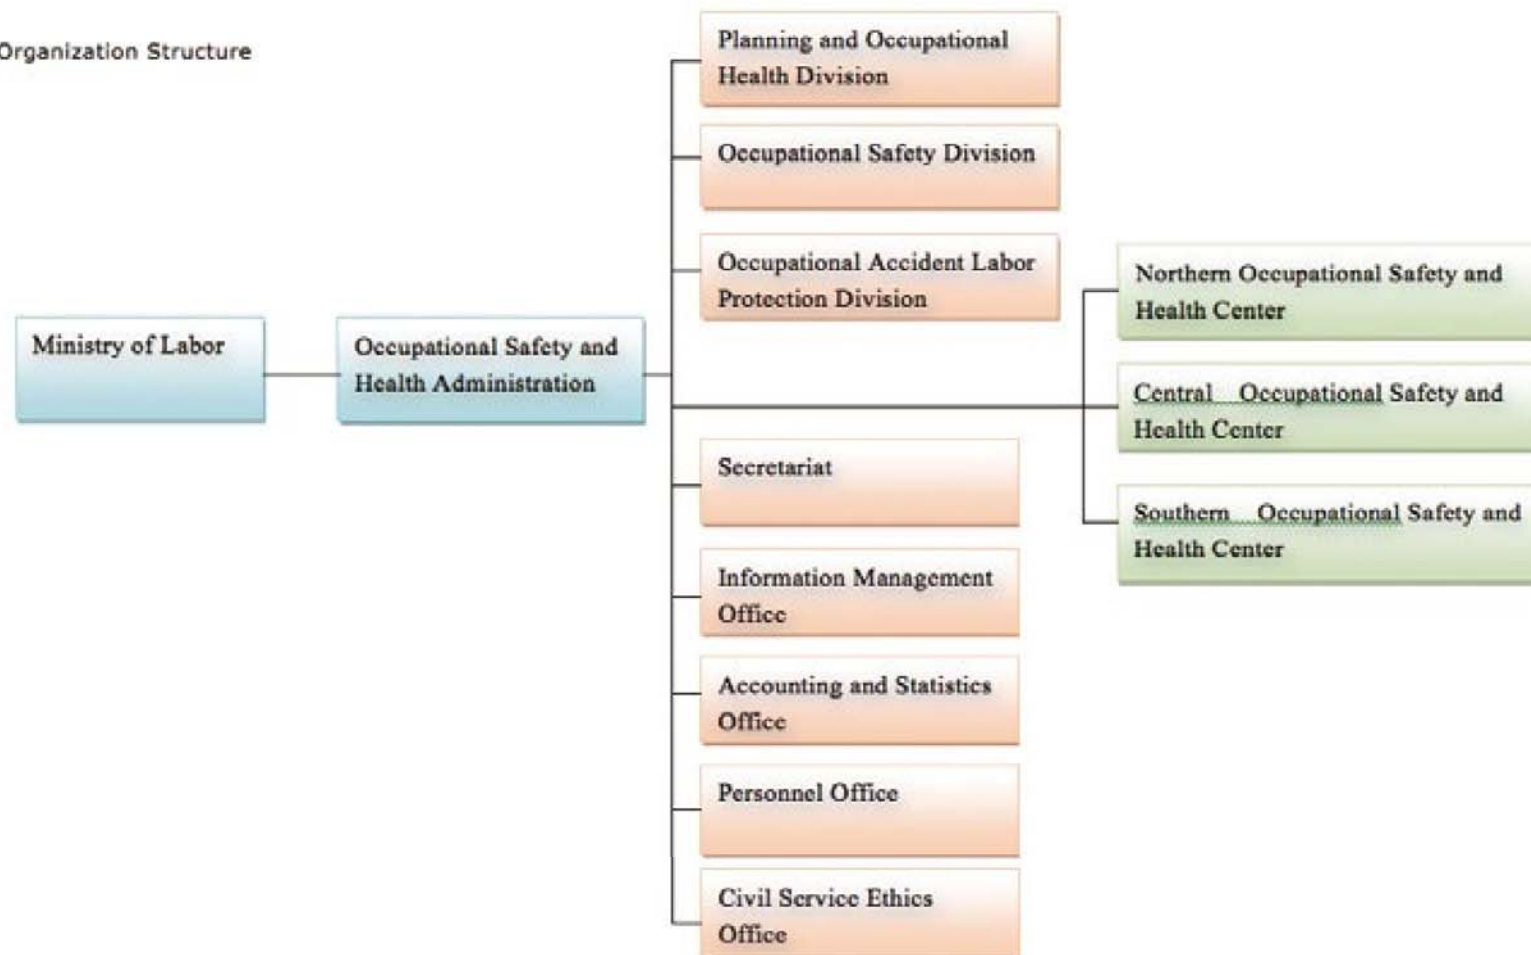 Organization Structure
Planning and Occupational
Health Division
Occupational Safety Division
Occupational Accident Labor
Protection Division
Ministry of Labor
Occupational Safety and
Health Administration
Northern Occupational Safety and
Health Center
Central Occupational Safety and
Health Center
Southern Occupational Safety and
Health Center
Secretariat
Information Management
Office
Accounting and Statistics
Office
Personnel Office
Civil Service Ethics
Office